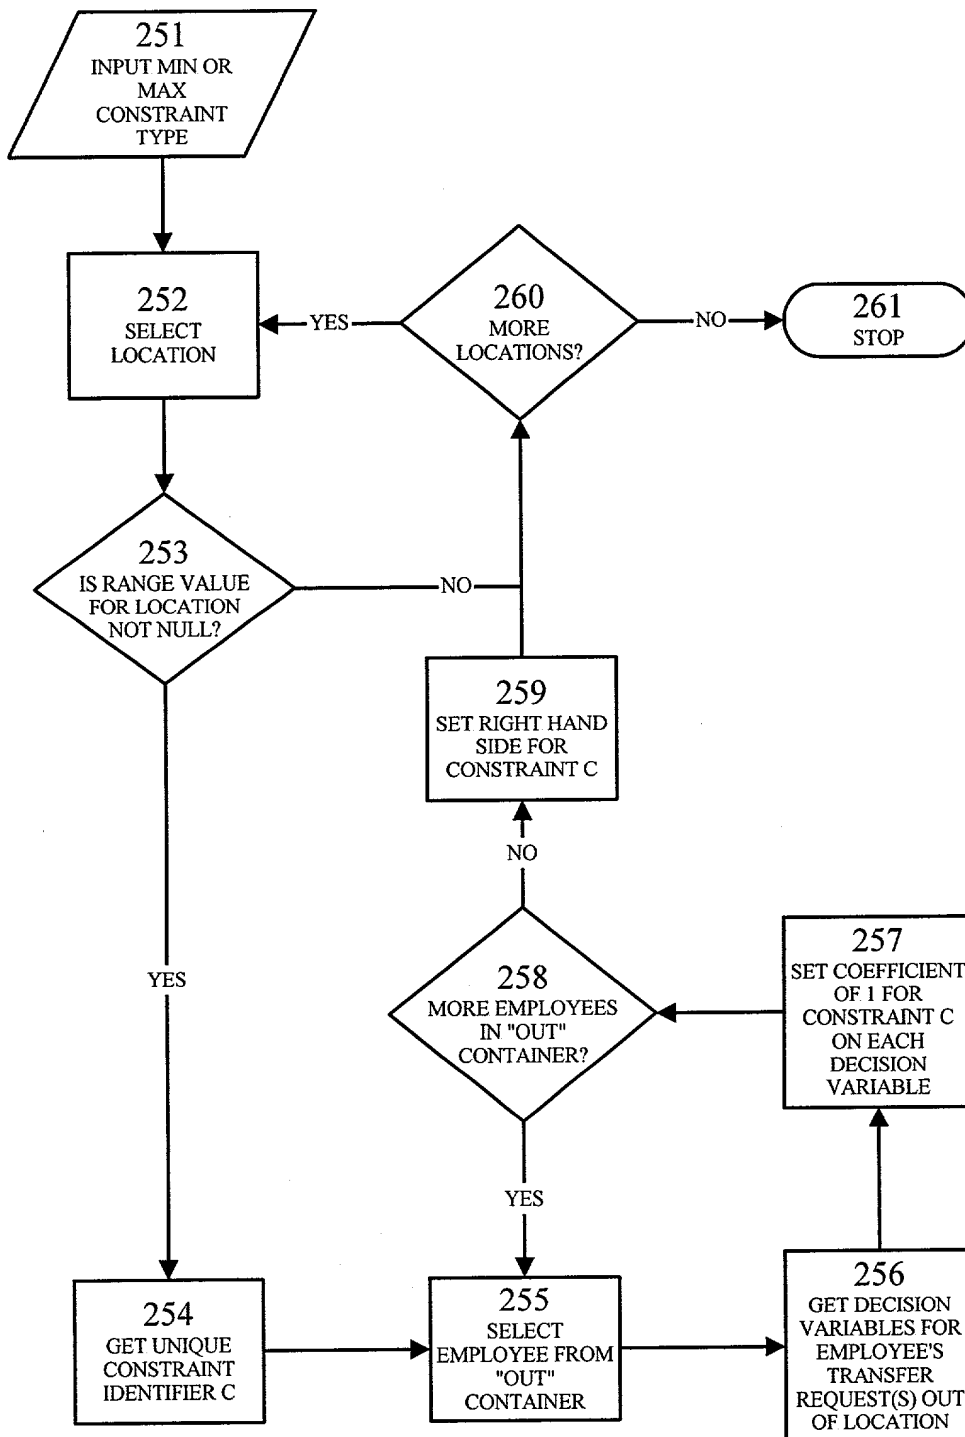 251
INPUT MIN OR
MAX
CONSTRAINT
TYPE
252
SELECT
LOCATION
YES
260
MORE
LOCATIONS?
NO
261
STOP
253
IS RANGE VALUE
FOR LOCATION
NOT NULL?
NO
259
SET RIGHT HAND
SIDE FOR
CONSTRAINT C
NO
YES
258
MORE EMPLOYEES
IN "OUT"
CONTAINER?
257
SET COEFFICIENT
OF 1 FOR
CONSTRAINT C
ON EACH
DECISION
VARIABLE
YES
254
GET UNIQUE
CONSTRAINT
IDENTIFIER C
255
SELECT
EMPLOYEE FROM
"OUT"
CONTAINER
256
GET DECISION
VARIABLES FOR
EMPLOYEE'S
TRANSFER
REQUEST(S) OUT
OF LOCATION